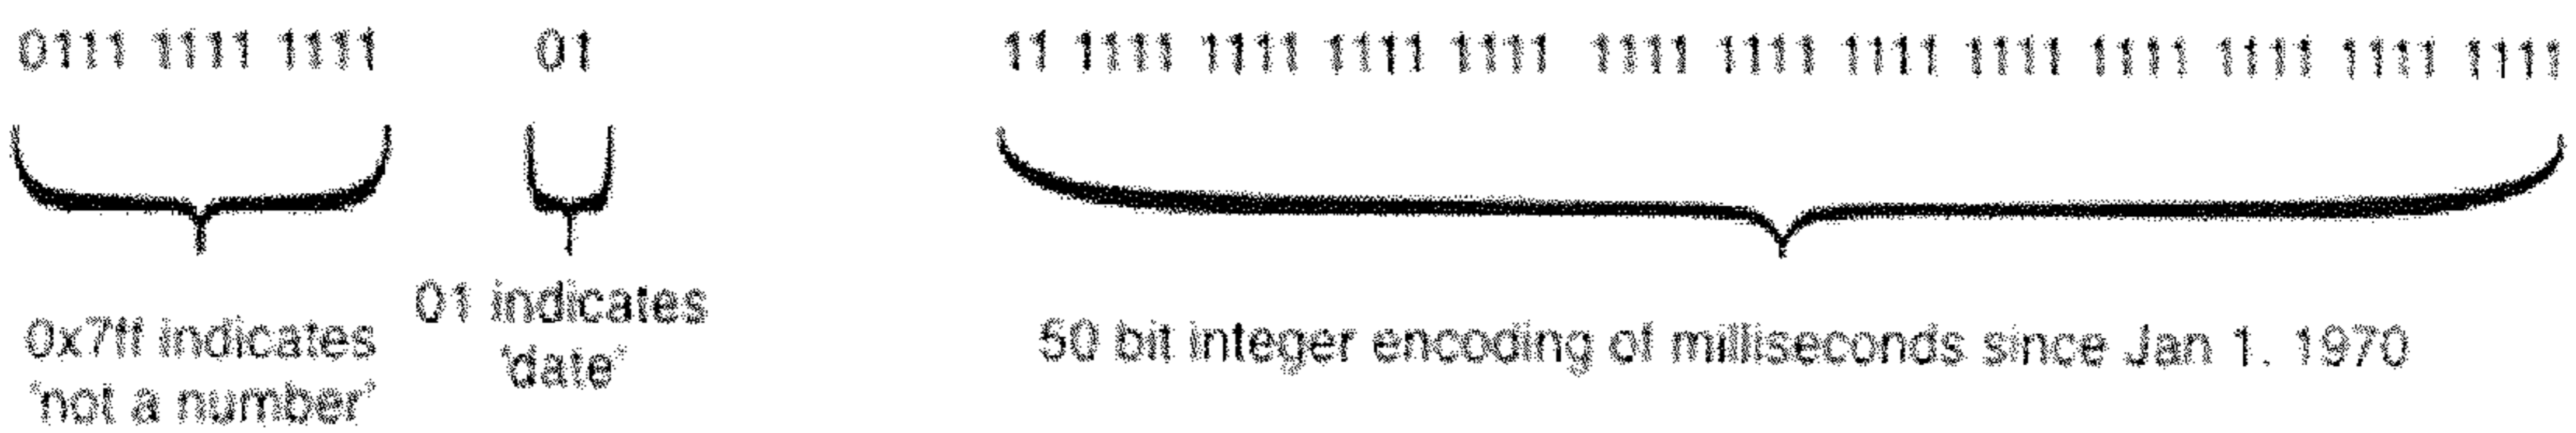 0111 1111 1111 01 11 1111 1111 1111 1111 1111 1111 1111 1111 1111 1111 1111 1111
0x7ff indicates
'not a number'
01 indicates
'date'
50 bit integer encoding of milliseconds since Jan 1, 1970